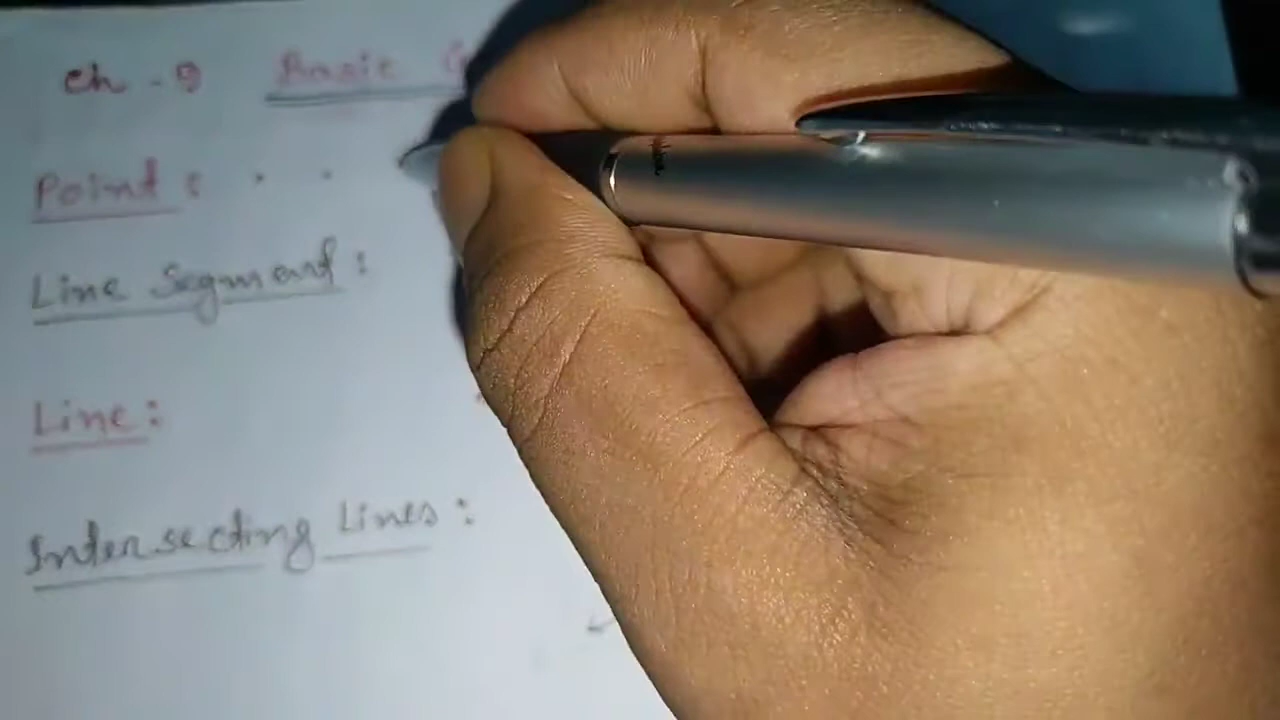 Ch - 9 Basic G
Point : . .
Line Segment :
Line :
Intersecting Lines :